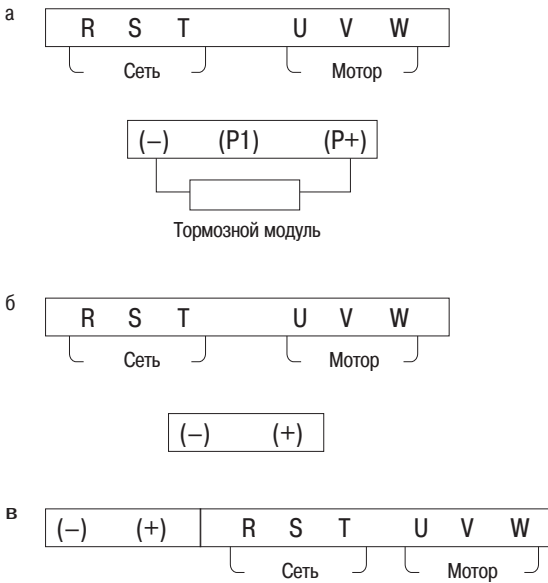 а
R S T U V W
Сеть Мотор
(–) (P1) (P+)
Тормозной модуль
б
R S T U V W
Сеть Мотор
(–) (+)
в
(–) (+) R S T U V W
Сеть Мотор